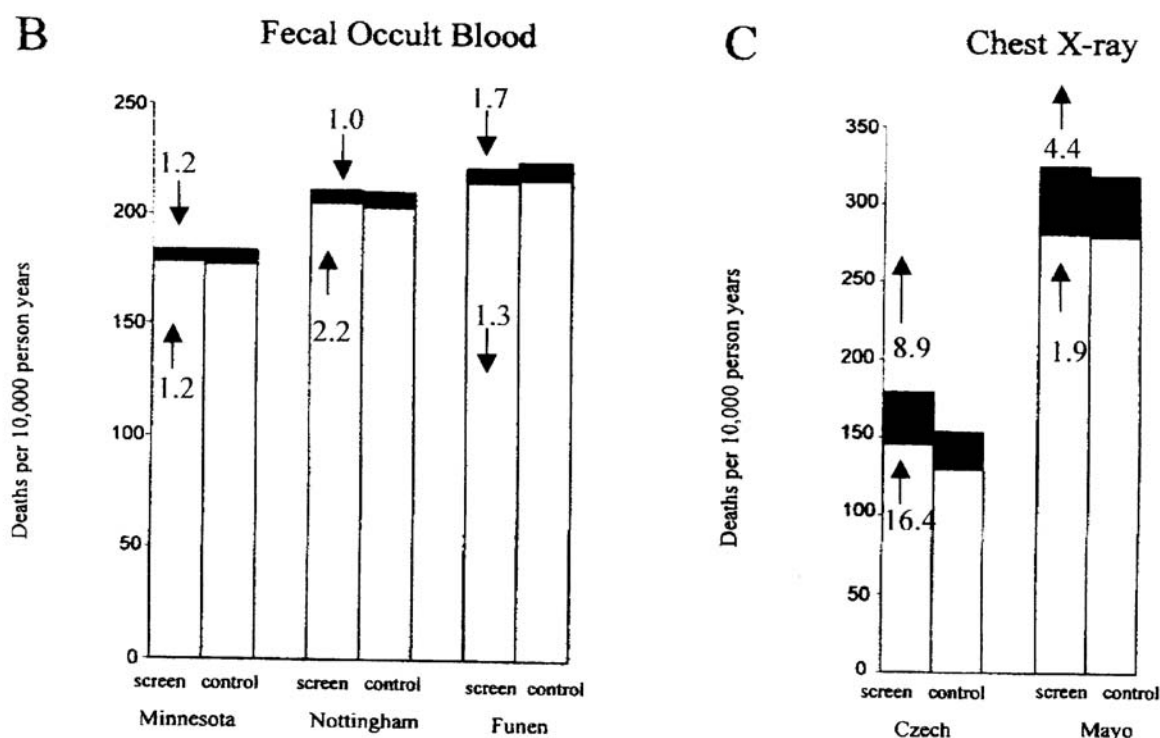 B
Fecal Occult Blood
Deaths per 10,000 person years
250
200
150
100
50
0
1.2
1.0
1.7
1.2
2.2
1.3
screen control screen control screen control
Minnesota Nottingham Funen
C
Chest X-ray
Deaths per 10,000 person years
350
300
250
200
150
100
50
0
4.4
8.9
1.9
16.4
screen control screen control
Czech Mayo